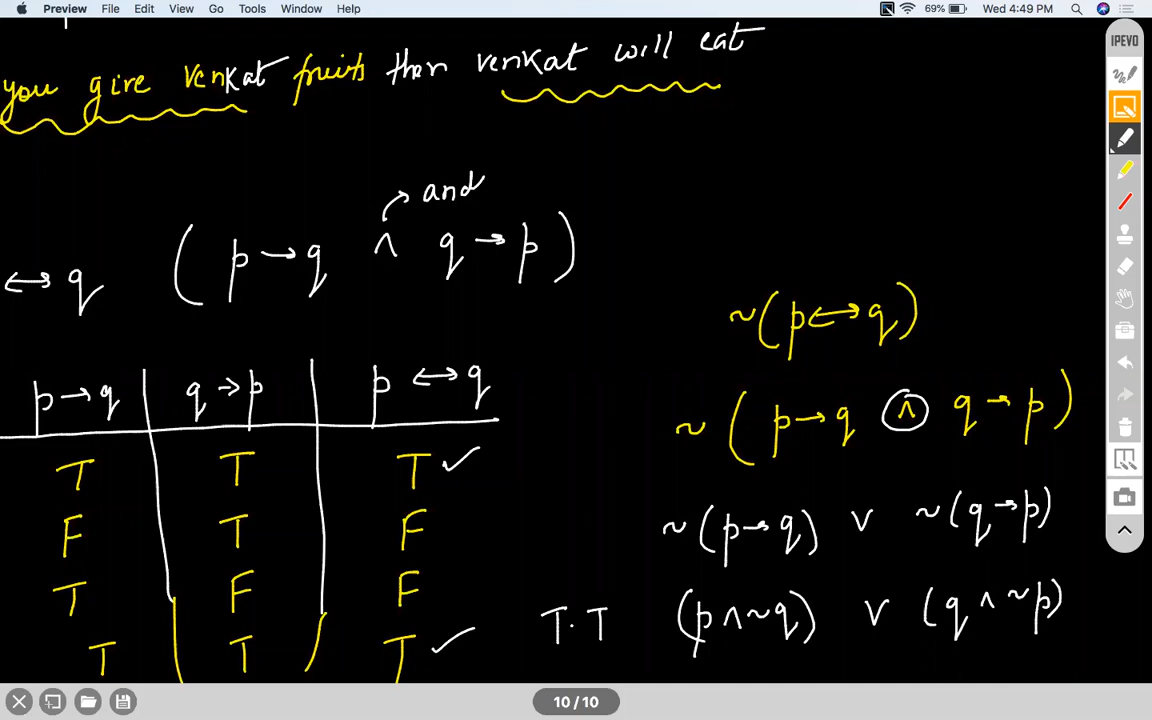 Preview File Edit View Go Tools Window Help 69% Wed 4:49 PM
IPEVO
you give venkat fruits then venkat will eat
and
↔ q (p → q ∧ q → p)
~(p ↔ q)
p → q q → p p ↔ q
~(p → q ∧ q → p)
T T T ✓
~(p → q) ∨ ~(q → p)
F T F
T F F
T.T (p ∧ ~q) ∨ (q ∧ ~p)
T T T ✓
10 / 10